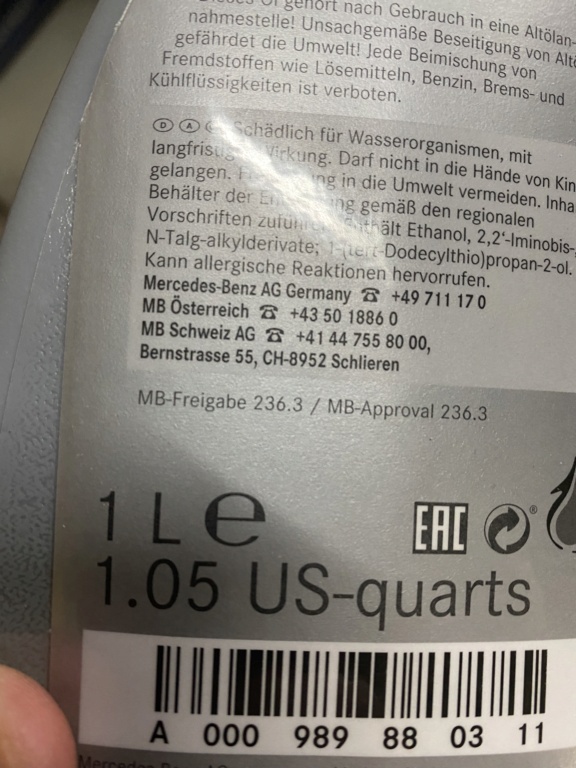 Dieses Öl gehört nach Gebrauch in eine Altölan-
nahmestelle! Unsachgemäße Beseitigung von Altö
gefährdet die Umwelt! Jede Beimischung von
Fremdstoffen wie Lösemitteln, Benzin, Brems- und
Kühlflüssigkeiten ist verboten.
D A Schädlich für Wasserorganismen, mit
langfristiger Wirkung. Darf nicht in die Hände von Kin
gelangen. in die Umwelt vermeiden. Inha
Behälter der gemäß den regionalen
Vorschriften zuführen. Enthält Ethanol, 2,2'-Iminobis-,
N-Talg-alkylderivate; 1-(tert-Dodecylthio)propan-2-ol.
Kann allergische Reaktionen hervorrufen.
Mercedes-Benz AG Germany ☎ +49 711 17 0
MB Österreich ☎ +43 50 1886 0
MB Schweiz AG ☎ +41 44 755 80 00,
Bernstrasse 55, CH-8952 Schlieren
MB-Freigabe 236.3 / MB-Approval 236.3
1 L e
EAC
1.05 US-quarts
A 000 989 88 03 11